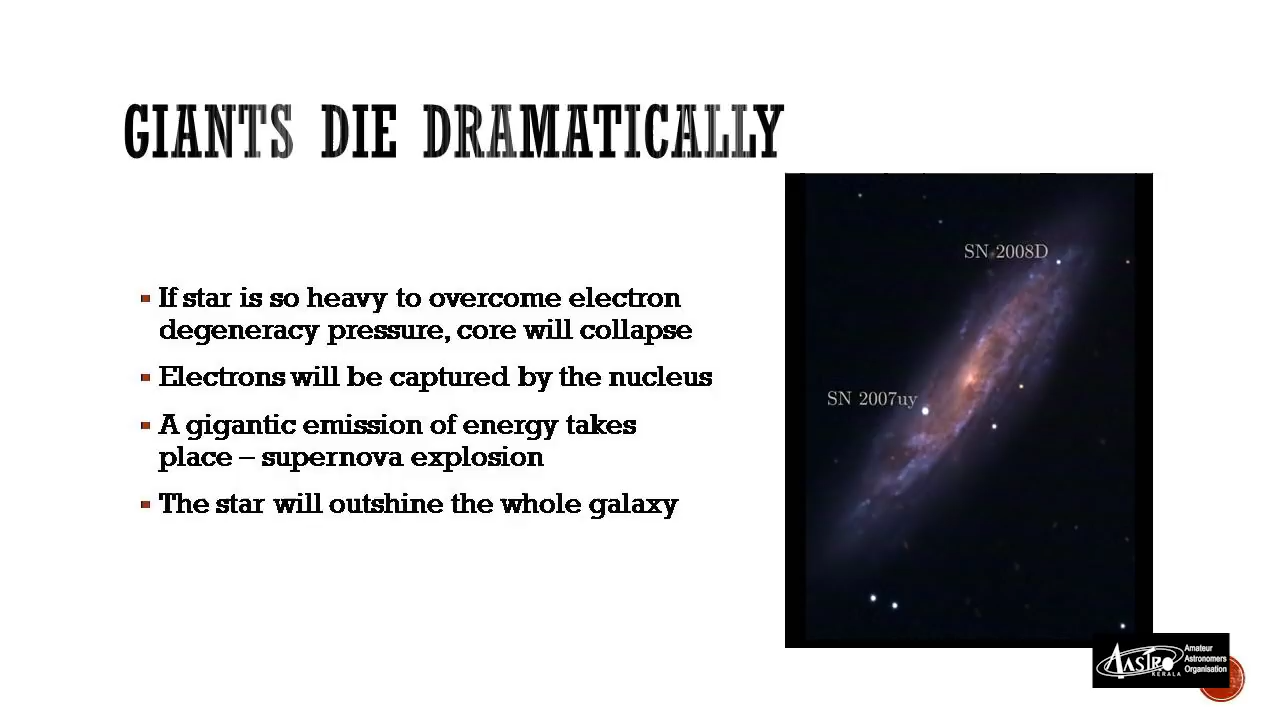 GIANTS DIE DRAMATICALLY
If star is so heavy to overcome electron
degeneracy pressure, core will collapse
Electrons will be captured by the nucleus
A gigantic emission of energy takes
place – supernova explosion
The star will outshine the whole galaxy
SN 2008D
SN 2007uy
AASTRO
KERALA
Amateur
Astronomers
Organisation